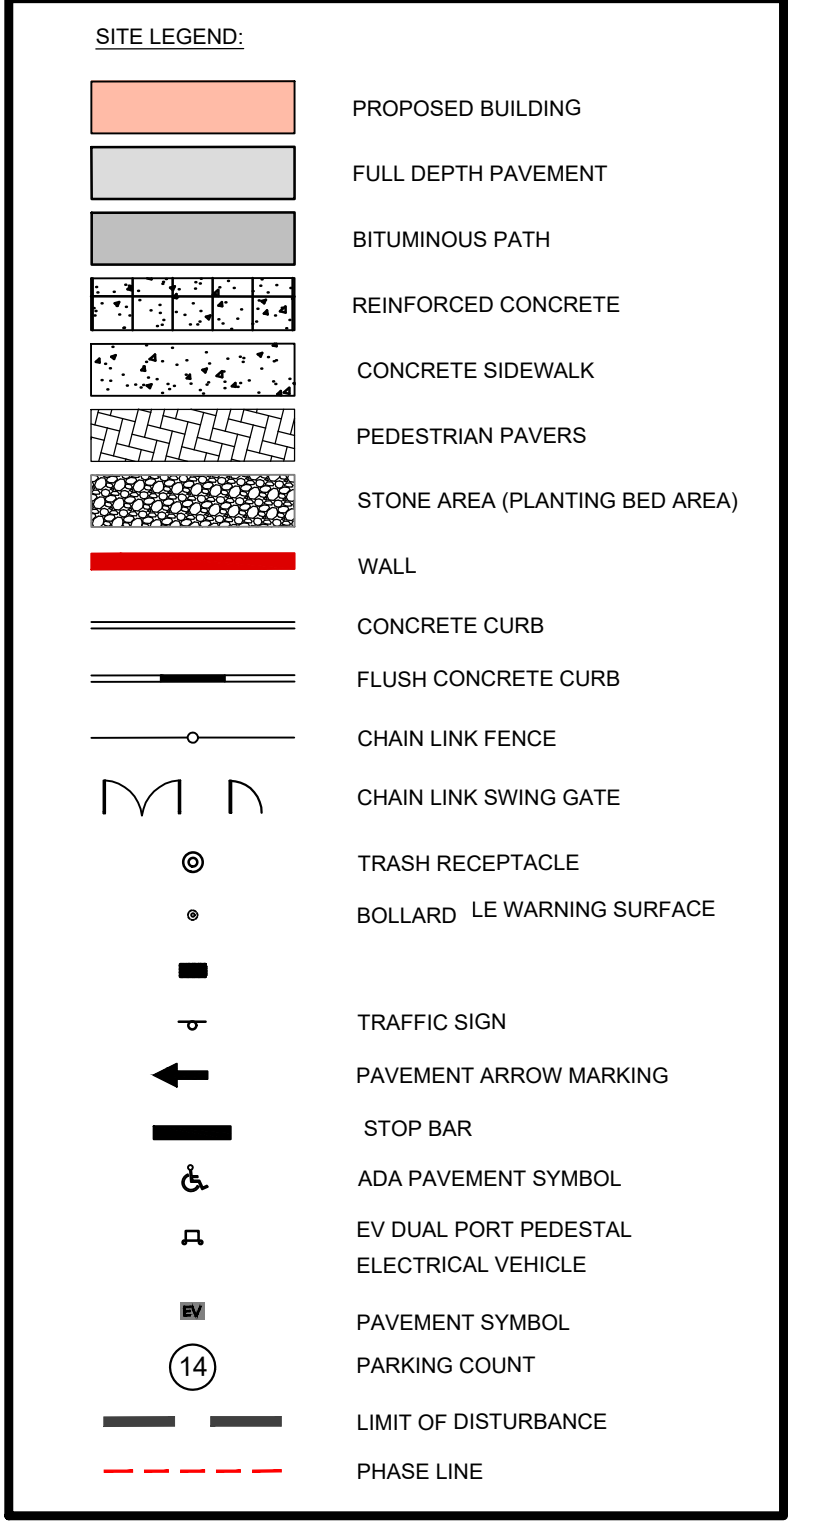 SITE LEGEND:
PROPOSED BUILDING
FULL DEPTH PAVEMENT
BITUMINOUS PATH
REINFORCED CONCRETE
CONCRETE SIDEWALK
PEDESTRIAN PAVERS
STONE AREA (PLANTING BED AREA)
WALL
CONCRETE CURB
FLUSH CONCRETE CURB
CHAIN LINK FENCE
CHAIN LINK SWING GATE
TRASH RECEPTACLE
BOLLARD LE WARNING SURFACE
TRAFFIC SIGN
PAVEMENT ARROW MARKING
STOP BAR
ADA PAVEMENT SYMBOL
EV DUAL PORT PEDESTAL
ELECTRICAL VEHICLE
EV PAVEMENT SYMBOL
14 PARKING COUNT
LIMIT OF DISTURBANCE
PHASE LINE